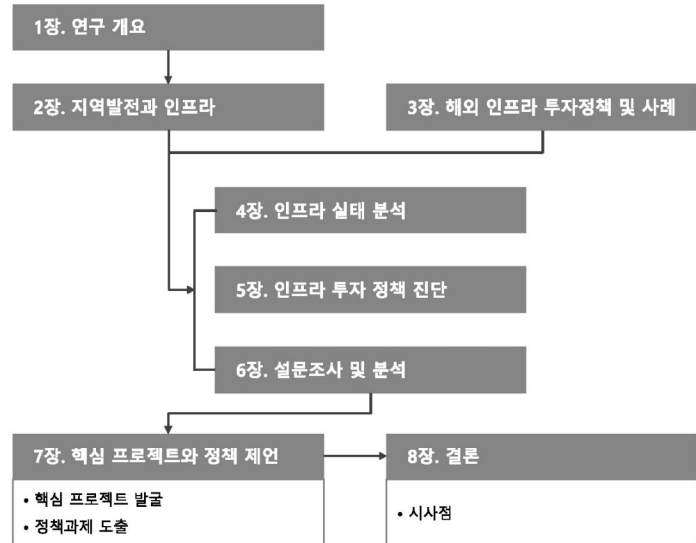 1장. 연구 개요
2장. 지역발전과 인프라
3장. 해외 인프라 투자정책 및 사례
4장. 인프라 실태 분석
5장. 인프라 투자 정책 진단
6장. 설문조사 및 분석
7장. 핵심 프로젝트와 정책 제언
• 핵심 프로젝트 발굴
• 정책과제 도출
8장. 결론
• 시사점